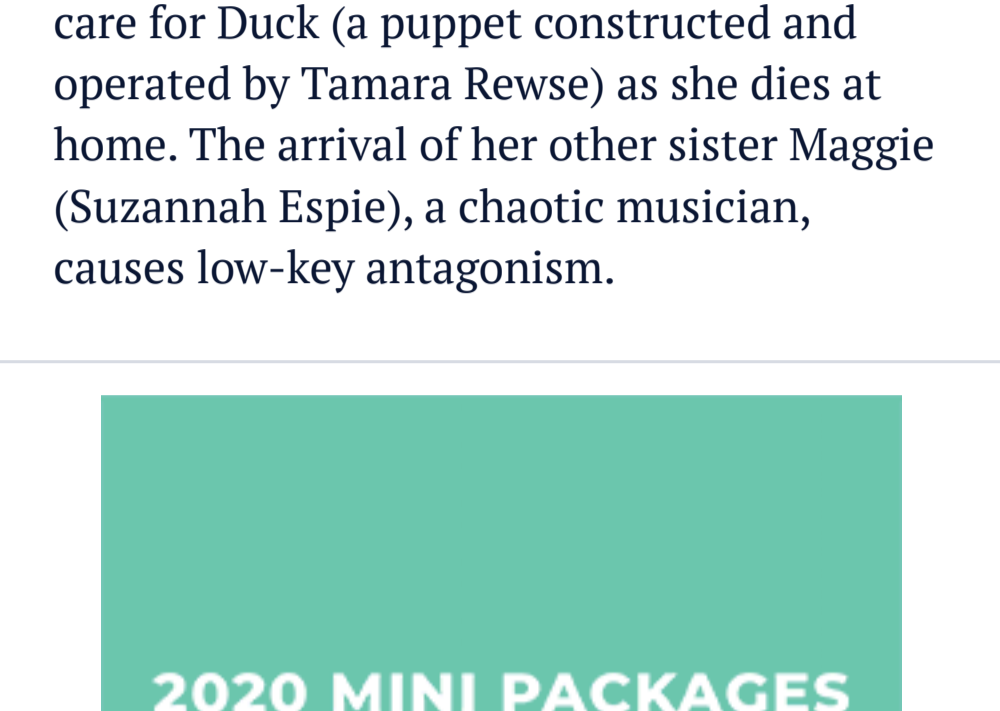 care for Duck (a puppet constructed and
operated by Tamara Rewse) as she dies at
home. The arrival of her other sister Maggie
(Suzannah Espie), a chaotic musician,
causes low-key antagonism.
2020 MINI PACKAGES